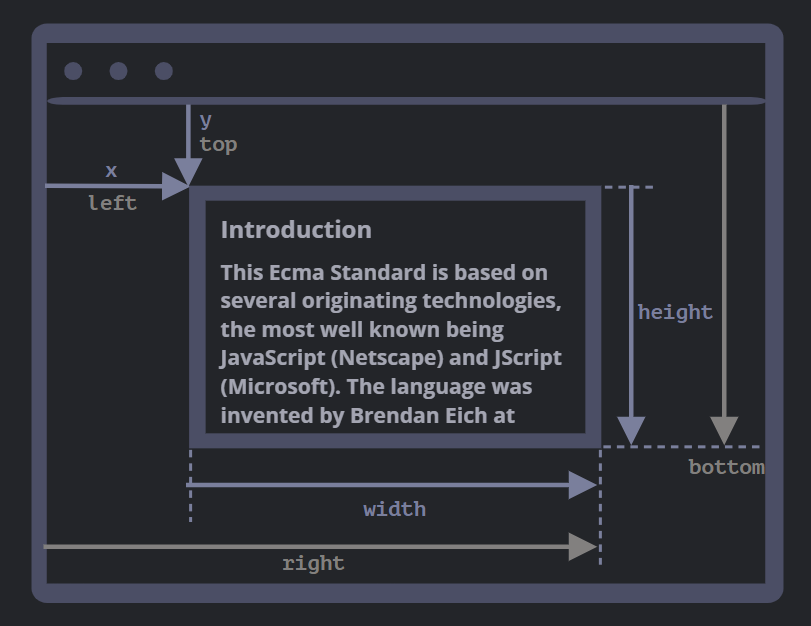 y
top
x
left
Introduction
This Ecma Standard is based on
several originating technologies,
the most well known being
JavaScript (Netscape) and JScript
(Microsoft). The language was
invented by Brendan Eich at
height
bottom
width
right